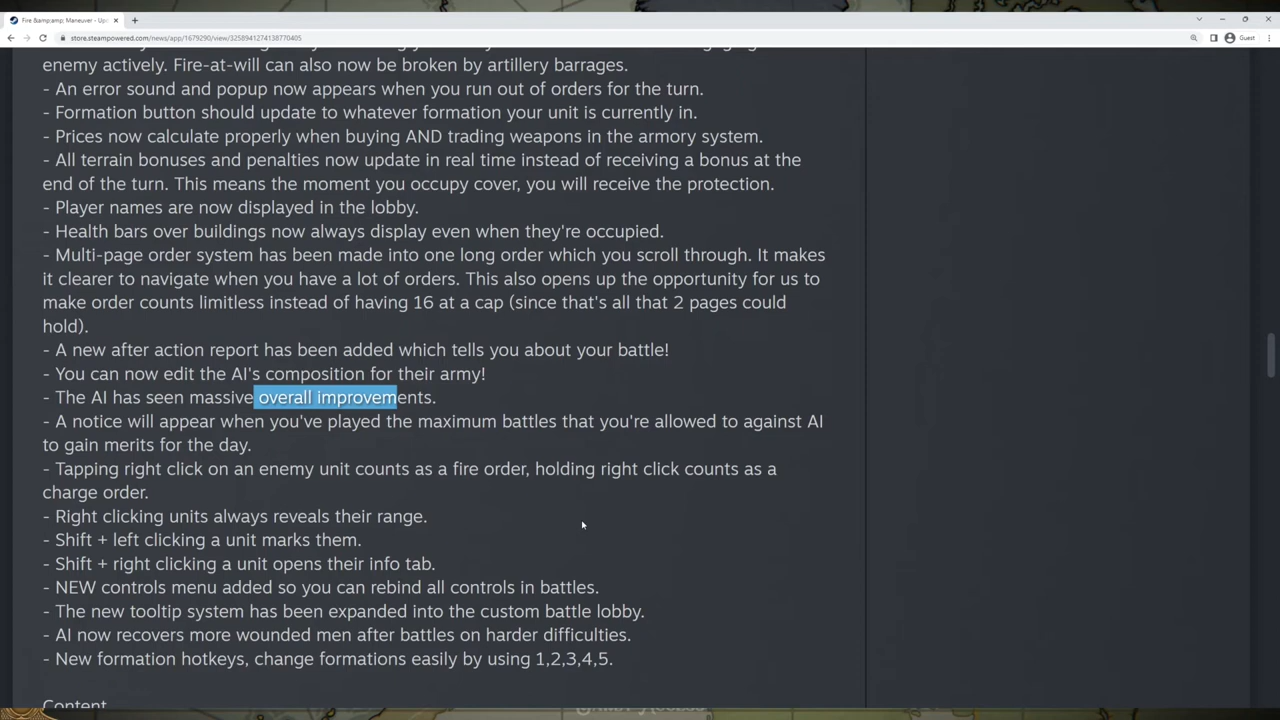 Fire &amp;amp; Maneuver - Up
store.steampowered.com/news/app/1679290/view/3258941274138770405
Guest
enemy actively. Fire-at-will can also now be broken by artillery barrages.
- An error sound and popup now appears when you run out of orders for the turn.
- Formation button should update to whatever formation your unit is currently in.
- Prices now calculate properly when buying AND trading weapons in the armory system.
- All terrain bonuses and penalties now update in real time instead of receiving a bonus at the
end of the turn. This means the moment you occupy cover, you will receive the protection.
- Player names are now displayed in the lobby.
- Health bars over buildings now always display even when they're occupied.
- Multi-page order system has been made into one long order which you scroll through. It makes
it clearer to navigate when you have a lot of orders. This also opens up the opportunity for us to
make order counts limitless instead of having 16 at a cap (since that's all that 2 pages could
hold).
- A new after action report has been added which tells you about your battle!
- You can now edit the AI's composition for their army!
- The AI has seen massive overall improvements.
- A notice will appear when you've played the maximum battles that you're allowed to against AI
to gain merits for the day.
- Tapping right click on an enemy unit counts as a fire order, holding right click counts as a
charge order.
- Right clicking units always reveals their range.
- Shift + left clicking a unit marks them.
- Shift + right clicking a unit opens their info tab.
- NEW controls menu added so you can rebind all controls in battles.
- The new tooltip system has been expanded into the custom battle lobby.
- AI now recovers more wounded men after battles on harder difficulties.
- New formation hotkeys, change formations easily by using 1,2,3,4,5.
Content